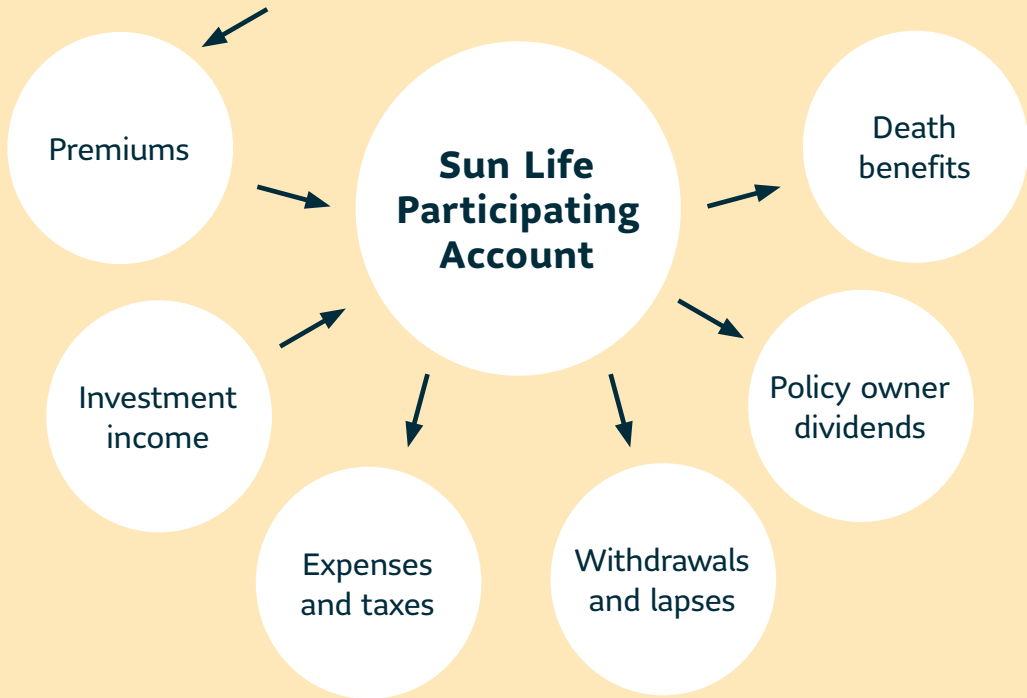 Premiums
Sun Life
Participating
Account
Death
benefits
Investment
income
Policy owner
dividends
Expenses
and taxes
Withdrawals
and lapses